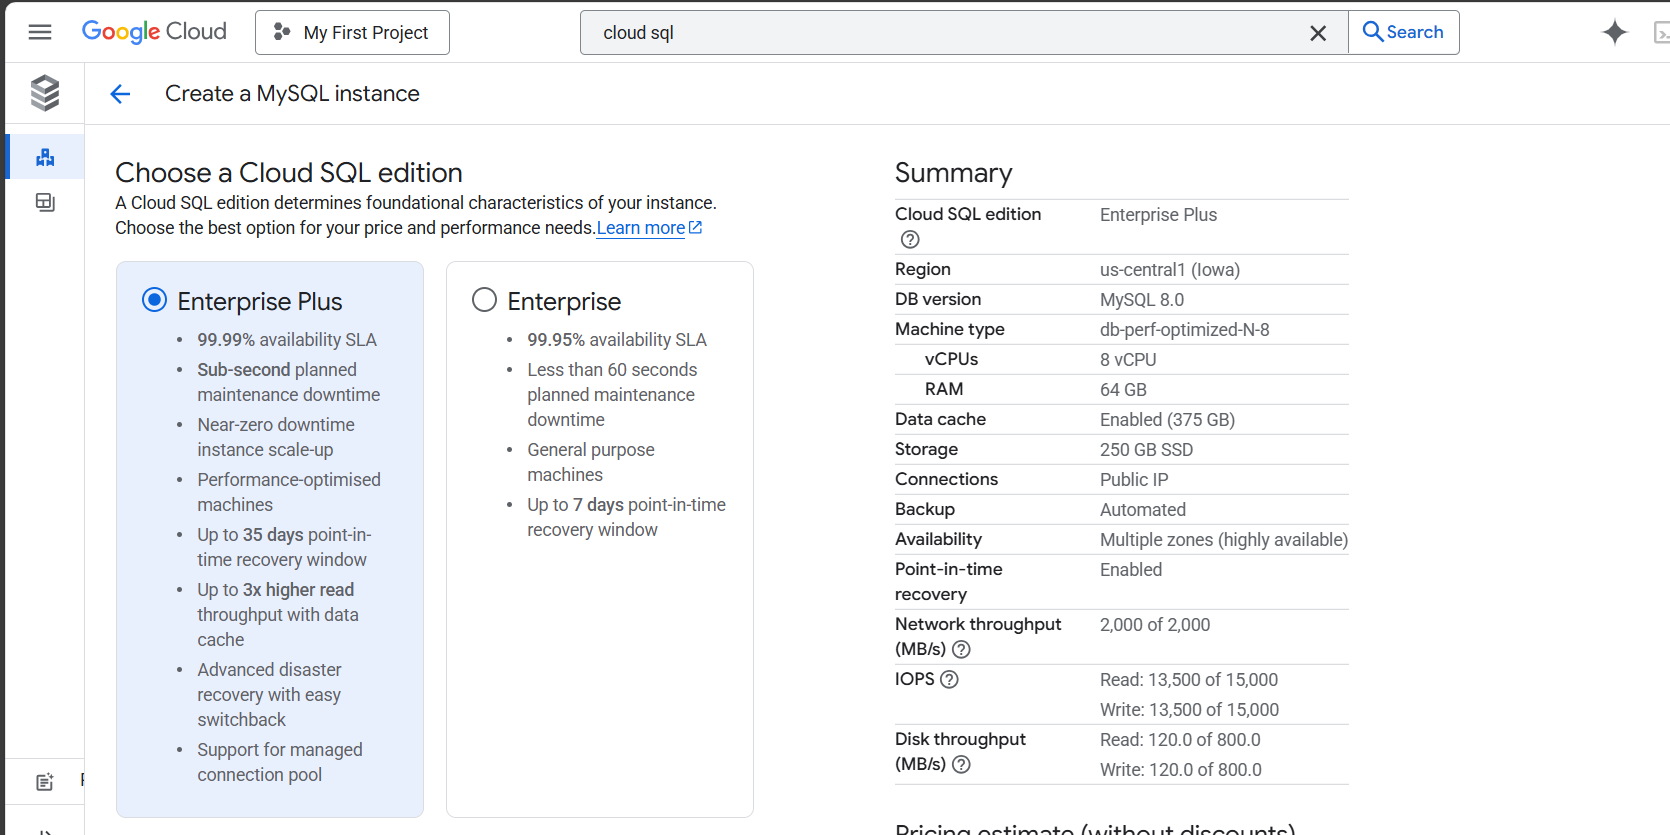 Google Cloud
My First Project
cloud sql
Search
Create a MySQL instance
Choose a Cloud SQL edition
A Cloud SQL edition determines foundational characteristics of your instance.
Choose the best option for your price and performance needs.Learn more
Enterprise Plus
• 99.99% availability SLA
• Sub-second planned
maintenance downtime
• Near-zero downtime
instance scale-up
• Performance-optimised
machines
• Up to 35 days point-in-
time recovery window
• Up to 3x higher read
throughput with data
cache
• Advanced disaster
recovery with easy
switchback
• Support for managed
connection pool
Enterprise
• 99.95% availability SLA
• Less than 60 seconds
planned maintenance
downtime
• General purpose
machines
• Up to 7 days point-in-time
recovery window
Summary
Cloud SQL edition Enterprise Plus
Region us-central1 (Iowa)
DB version MySQL 8.0
Machine type db-perf-optimized-N-8
vCPUs 8 vCPU
RAM 64 GB
Data cache Enabled (375 GB)
Storage 250 GB SSD
Connections Public IP
Backup Automated
Availability Multiple zones (highly available)
Point-in-time Enabled
recovery
Network throughput 2,000 of 2,000
(MB/s)
IOPS Read: 13,500 of 15,000
Write: 13,500 of 15,000
Disk throughput Read: 120.0 of 800.0
(MB/s) Write: 120.0 of 800.0
Pricing estimate (without discounts)